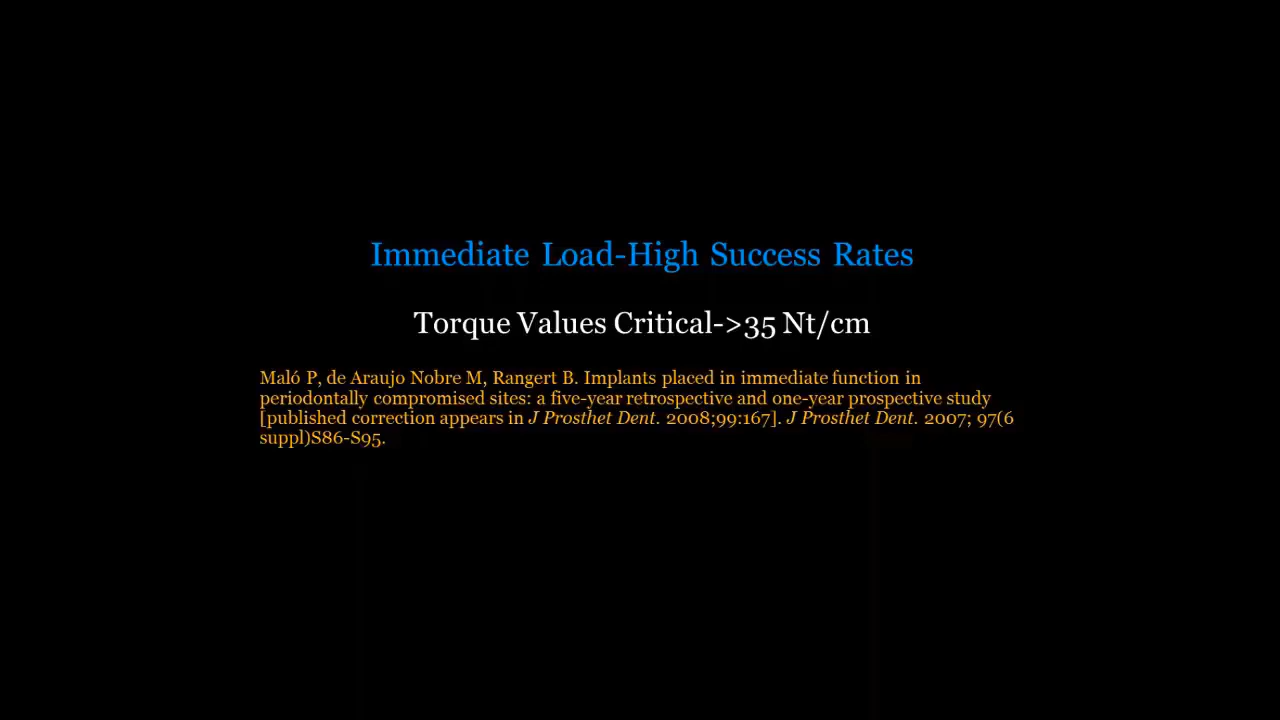 Immediate Load-High Success Rates
Torque Values Critical->35 Nt/cm
Maló P, de Araujo Nobre M, Rangert B. Implants placed in immediate function in
periodontally compromised sites: a five-year retrospective and one-year prospective study
[published correction appears in J Prosthet Dent. 2008;99:167]. J Prosthet Dent. 2007; 97(6
suppl)S86-S95.